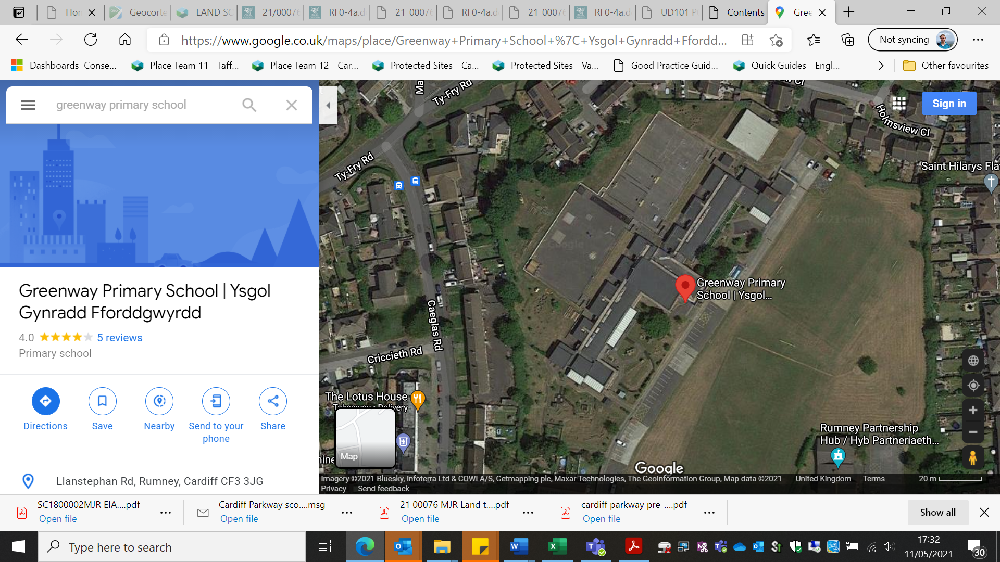 Hor
Geocorte
LAND SC
21/0007
RF0-4a.d
21_0007
RF0-4a.d
21_0007
RF0-4a.d
UD101 P
Contents
Gree
https://www.google.co.uk/maps/place/Greenway+Primary+School+%7C+Ysgol+Gynradd+Ffordd...
Not syncing
Dashboards Conse...
Place Team 11 - Taff...
Place Team 12 - Car...
Protected Sites - Ca...
Protected Sites - Va...
Good Practice Guid...
Quick Guides - Engl...
Other favourites
greenway primary school
Sign in
Ma
Ty-Fry Rd
Holmsview Cl
Ty-Fry Rd
Saint Hilarys Fla
Greenway Primary
School | Ysgol...
Caeglas Rd
Criccieth Rd
The Lotus House
Takeaway • Delivery
Map
Rumney Partnership
Hub / Hyb Partneriaeth...
Google
Greenway Primary School | Ysgol
Gynradd Fforddgwyrdd
4.0
5 reviews
Primary school
Directions
Save
Nearby
Send to your
phone
Share
Llanstephan Rd, Rumney, Cardiff CF3 3JG
Imagery ©2021 Bluesky, Infoterra Ltd & COWI A/S, Getmapping plc, Maxar Technologies, The GeoInformation Group, Map data ©2021
United Kingdom
Terms
20 m
Privacy
Send feedback
SC1800002MJR EIA....pdf
Open file
Cardiff Parkway sco....msg
Open file
21 00076 MJR Land t....pdf
Open file
cardiff parkway pre-....pdf
Open file
Show all
Type here to search
17:32
11/05/2021
30